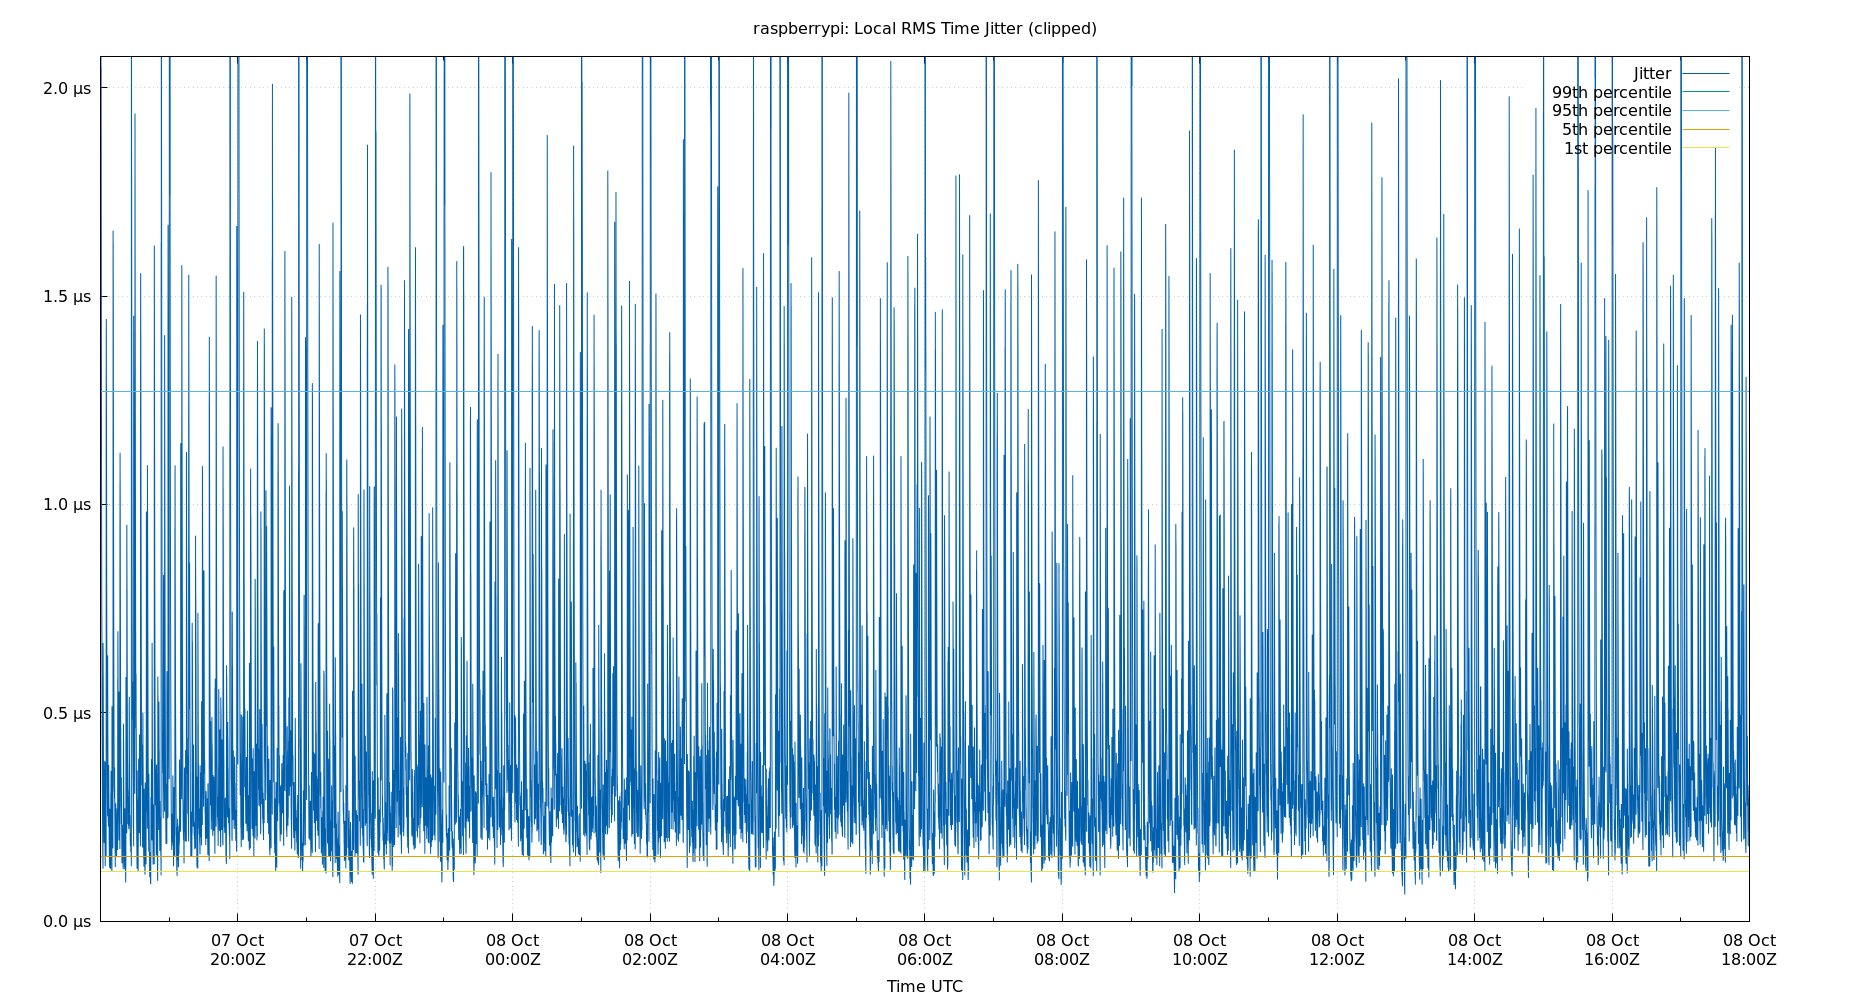 raspberrypi: Local RMS Time Jitter (clipped)
2.0 μs
1.5 μs
1.0 μs
0.5 μs
0.0 μs
Jitter
99th percentile
95th percentile
5th percentile
1st percentile
07 Oct
20:00Z
07 Oct
22:00Z
08 Oct
00:00Z
08 Oct
02:00Z
08 Oct
04:00Z
08 Oct
06:00Z
08 Oct
08:00Z
08 Oct
10:00Z
08 Oct
12:00Z
08 Oct
14:00Z
08 Oct
16:00Z
08 Oct
18:00Z
Time UTC